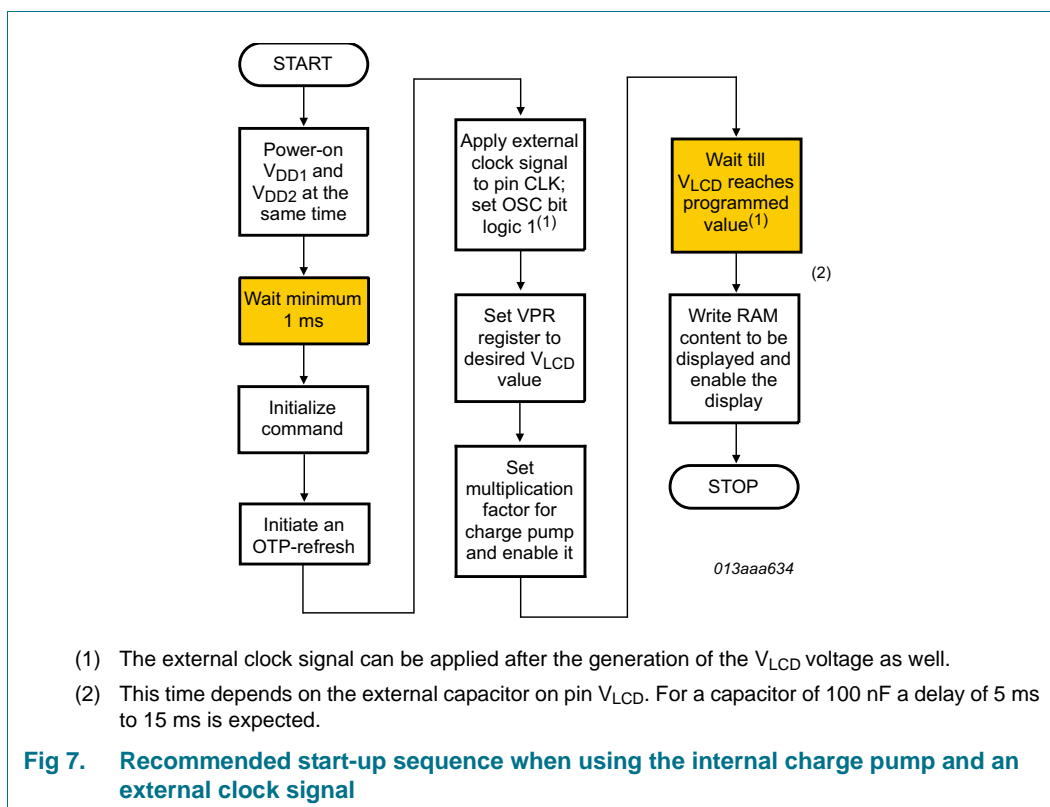 START
Power-on
VDD1 and
VDD2 at the
same time
Wait minimum
1 ms
Initialize
command
Initiate an
OTP-refresh
Apply external
clock signal
to pin CLK;
set OSC bit
logic 1(1)
Set VPR
register to
desired VLCD
value
Set
multiplication
factor for
charge pump
and enable it
Wait till
VLCD reaches
programmed
value(1)
(2)
Write RAM
content to be
displayed and
enable the
display
STOP
013aaa634
(1) The external clock signal can be applied after the generation of the VLCD voltage as well.
(2) This time depends on the external capacitor on pin VLCD. For a capacitor of 100 nF a delay of 5 ms
to 15 ms is expected.
Fig 7. Recommended start-up sequence when using the internal charge pump and an
external clock signal